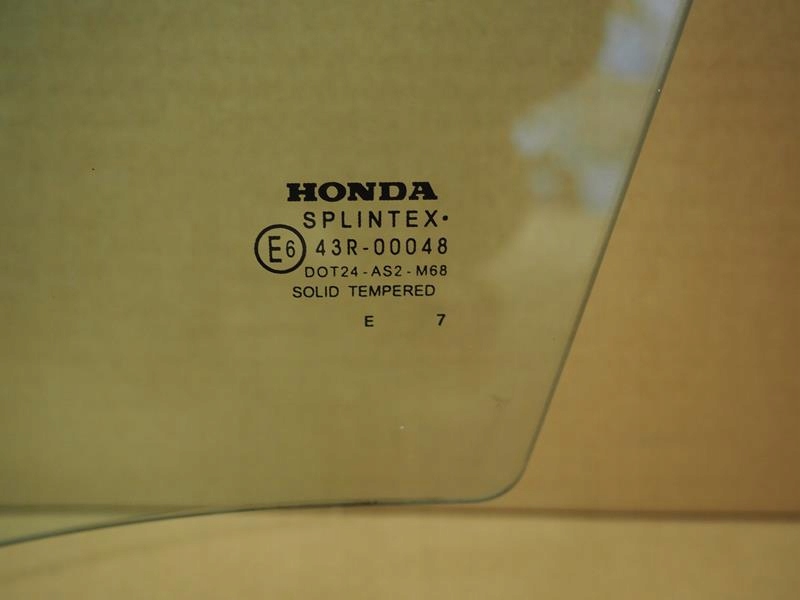 HONDA
SPLINTEX·
E6 43R-00048
DOT24-AS2-M68
SOLID TEMPERED
E 7